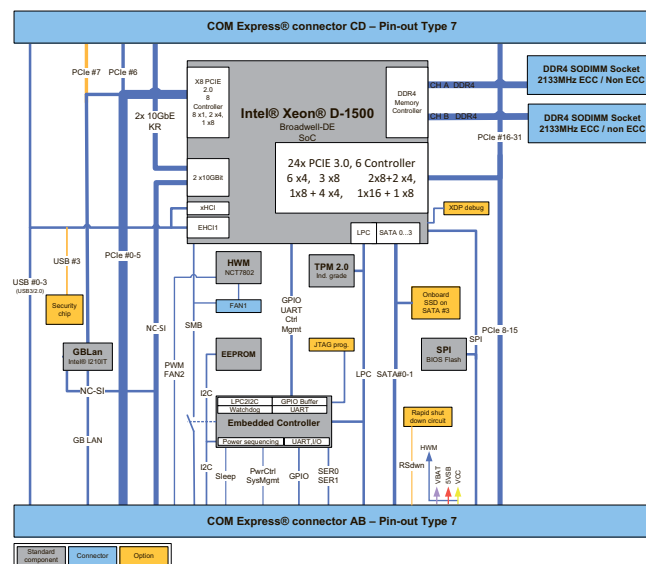 COM Express® connector CD – Pin-out Type 7
PCIe #7
PCIe #6
X8 PCIE
2.0
8
Controller
8 x1, 2 x4,
1 x8
Intel® Xeon® D-1500
Broadwell-DE
SoC
DDR4
Memory
Controller
CH A DDR4
DDR4 SODIMM Socket
2133MHz ECC / Non ECC
CH B DDR4
DDR4 SODIMM Socket
2133MHz ECC / non ECC
2x 10GbE
KR
PCIe #16-31
24x PCIE 3.0, 6 Controller
6 x4, 3 x8 2x8+2 x4,
1x8 + 4 x4, 1x16 + 1 x8
2 x10GBit
xHCI
EHCI1
XDP debug
LPC
SATA 0...3
USB #3
PCIe #0-5
HWM
NCT7802
TPM 2.0
Ind. grade
USB #0-3
(USB3/2.0)
Security
chip
FAN1
GPIO
UART
Ctrl
Mgmt
Onboard
SSD on
SATA #3
NC-SI
SMB
SPI
PCIe 8-15
GBLan
Intel® I210IT
EEPROM
JTAG prog.
SPI
BIOS Flash
PWM
FAN2
LPC
SATA#0-1
NC-SI
I2C
LPC2I2C
GPIO Buffer
Watchdog
UART
Embedded Controller
Power sequencing
UART,I/O
Rapid shut
down circuit
GB LAN
HWM
I2C
Sleep
PwrCtrl
SysMgmt
GPIO
SER0
SER1
RSdwn
VBAT
5VSB
VCC
COM Express® connector AB – Pin-out Type 7
Standard
component
Connector
Option